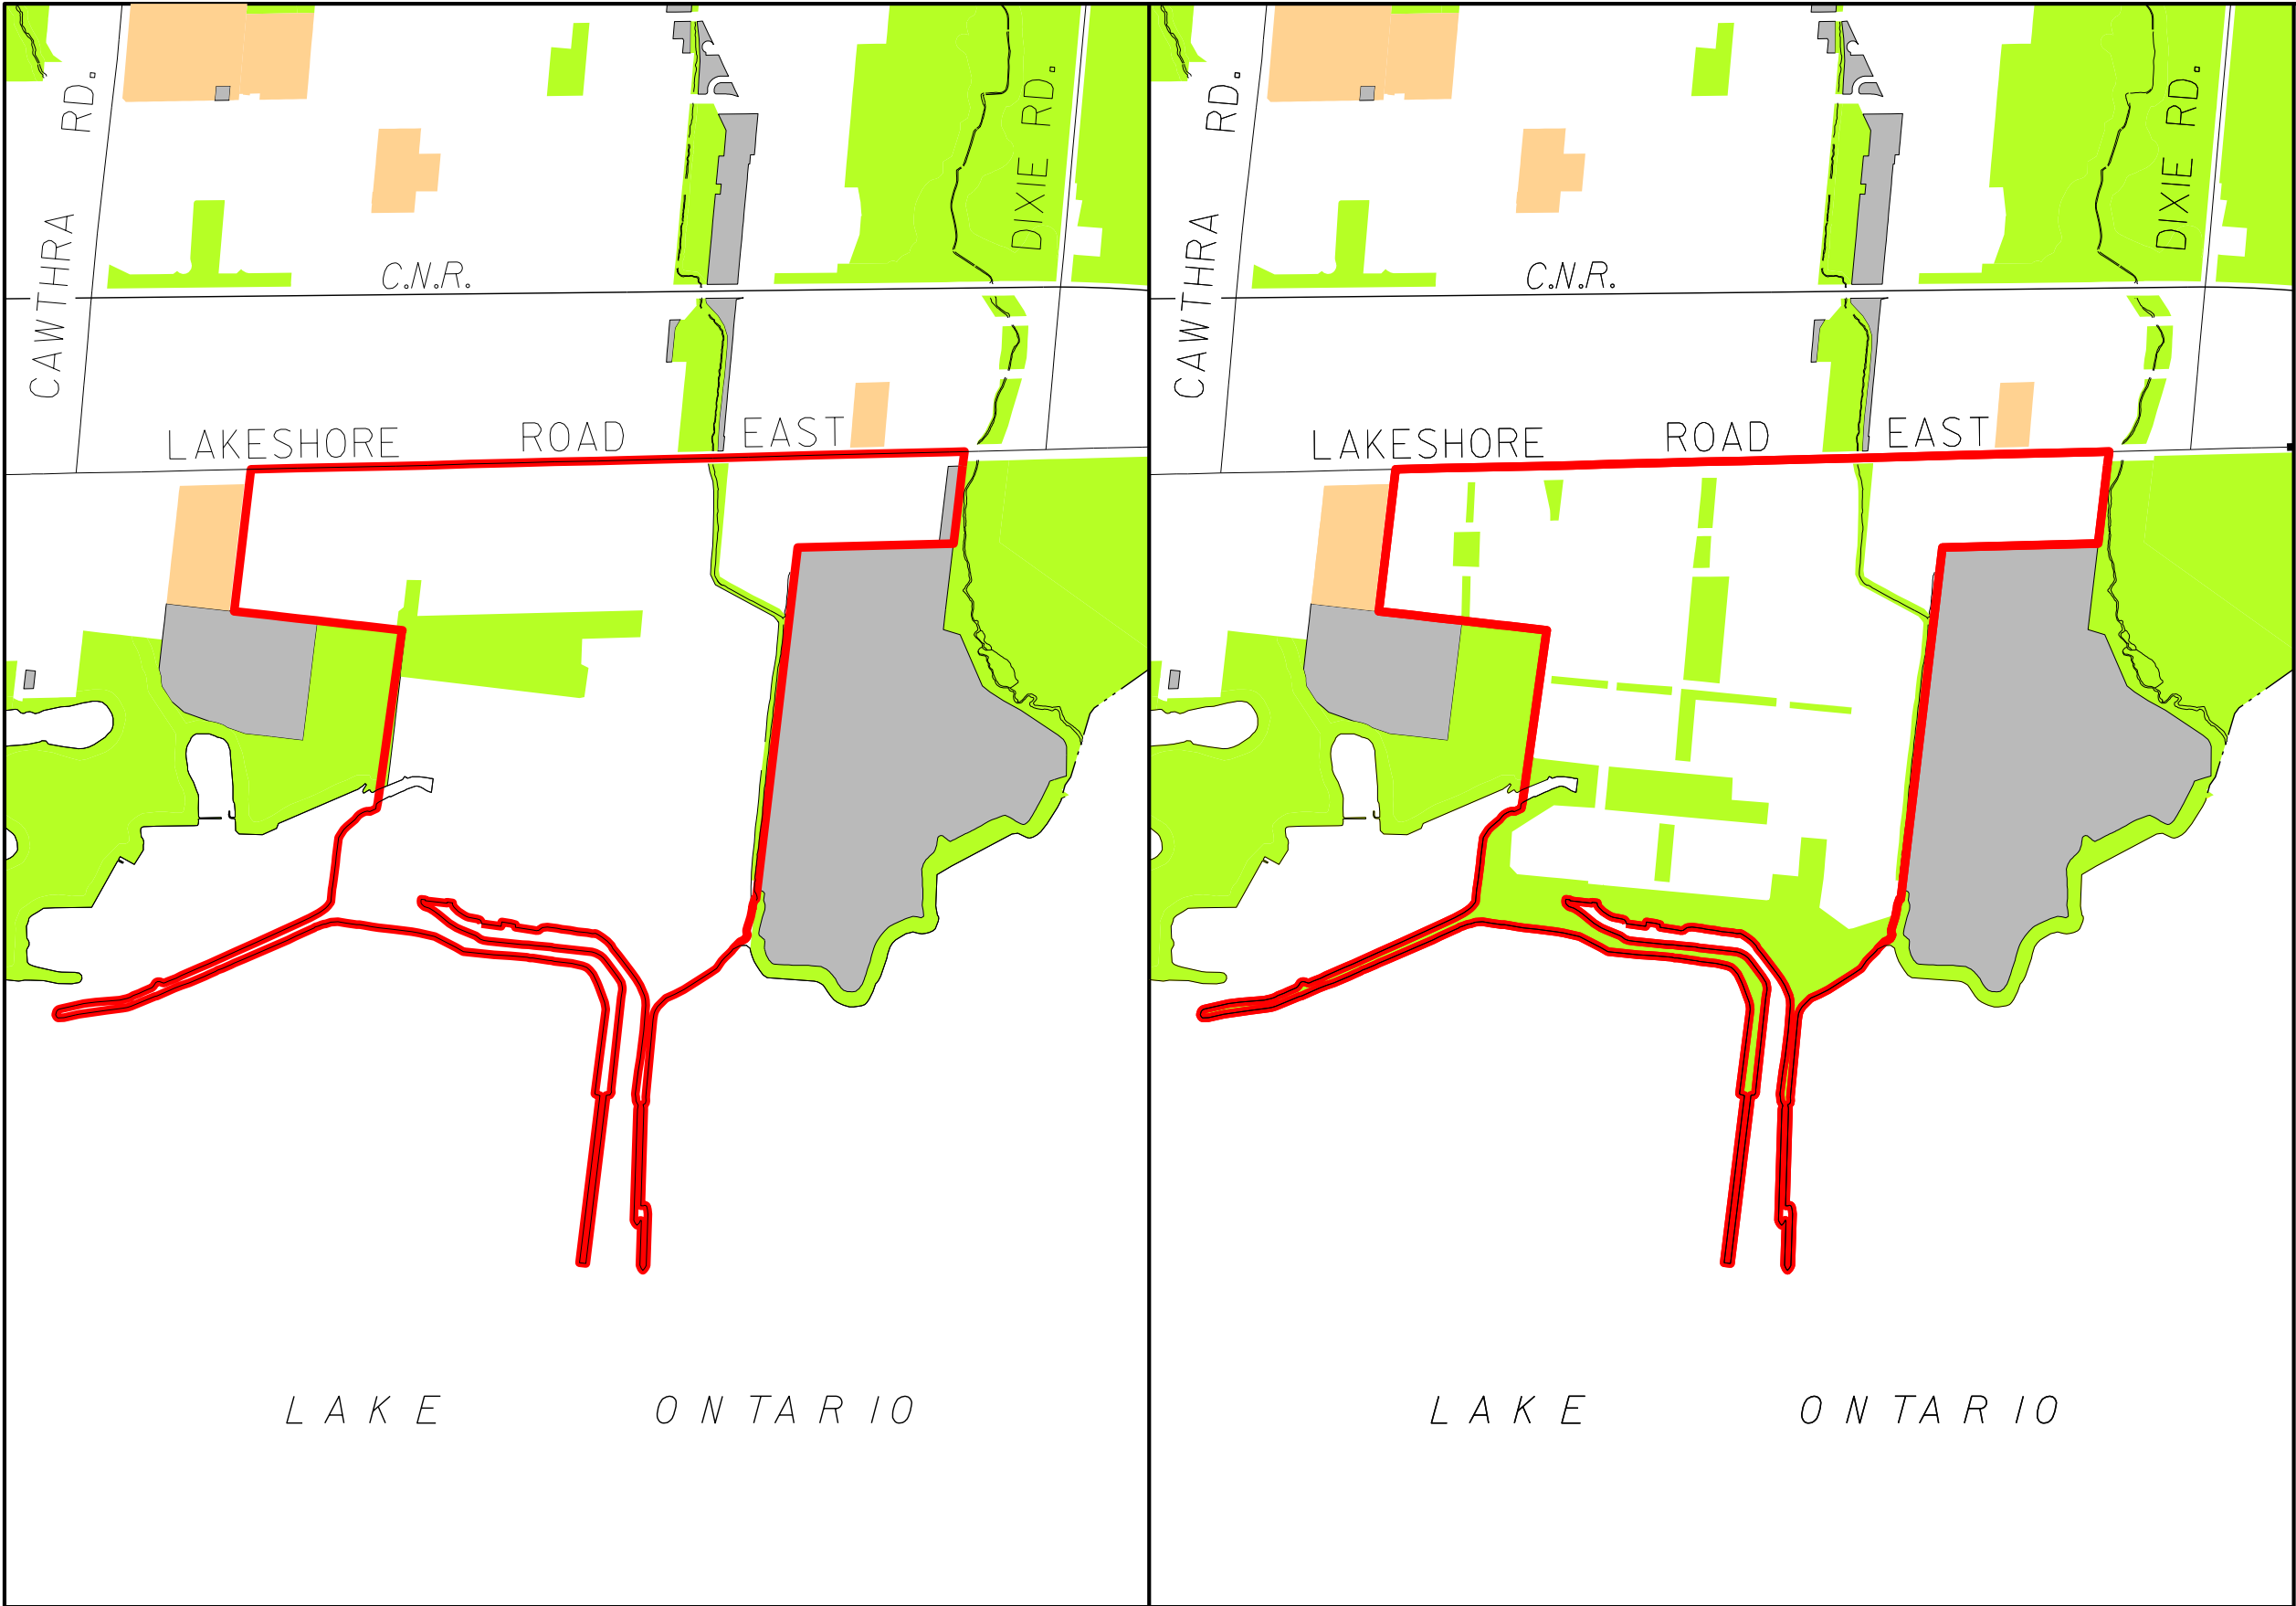 CAWTHRA RD.
DIXIE RD.
C.N.R.
LAKESHORE ROAD EAST
LAKE ONTARIO
CAWTHRA RD.
DIXIE RD.
C.N.R.
LAKESHORE ROAD EAST
LAKE ONTARIO